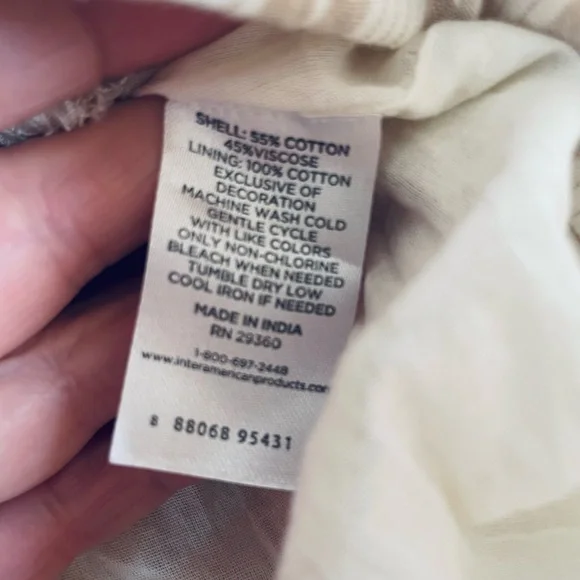 SHELL: 55% COTTON
45%VISCOSE
LINING: 100% COTTON
EXCLUSIVE OF
DECORATION
MACHINE WASH COLD
GENTLE CYCLE
WITH LIKE COLORS
ONLY NON-CHLORINE
BLEACH WHEN NEEDED
TUMBLE DRY LOW
COOL IRON IF NEEDED
MADE IN INDIA
RN 29360
1-800-697-2448
www.interamericanproducts.com
8 88068 95431